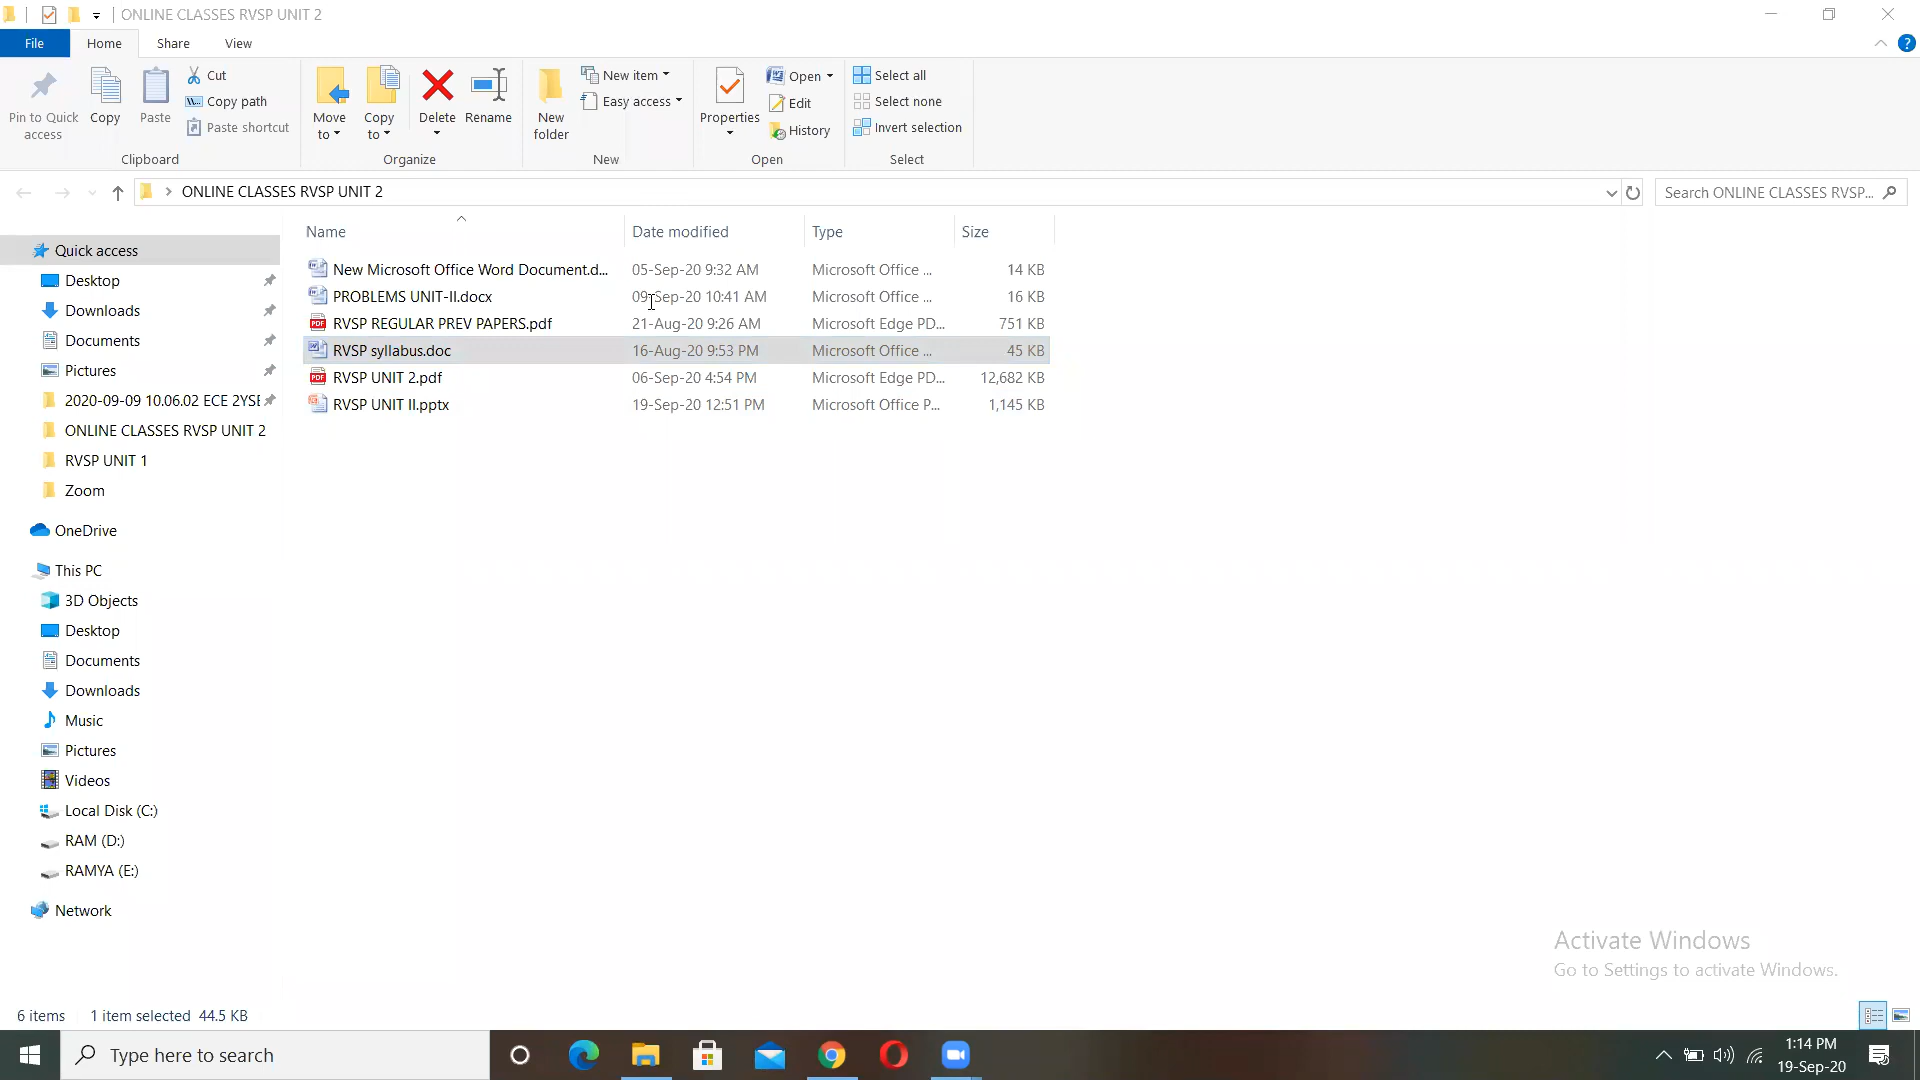 ONLINE CLASSES RVSP UNIT 2
File Home Share View
Pin to Quick access
Copy
Paste
Cut
Copy path
Paste shortcut
Clipboard
Move to
Copy to
Delete
Rename
Organize
New folder
New item
Easy access
New
Properties
Open
Edit
History
Open
Select all
Select none
Invert selection
Select
ONLINE CLASSES RVSP UNIT 2
Search ONLINE CLASSES RVSP...
Name Date modified Type Size
New Microsoft Office Word Document.d... 05-Sep-20 9:32 AM Microsoft Office ... 14 KB
PROBLEMS UNIT-II.docx 09-Sep-20 10:41 AM Microsoft Office ... 16 KB
RVSP REGULAR PREV PAPERS.pdf 21-Aug-20 9:26 AM Microsoft Edge PD... 751 KB
RVSP syllabus.doc 16-Aug-20 9:53 PM Microsoft Office ... 45 KB
RVSP UNIT 2.pdf 06-Sep-20 4:54 PM Microsoft Edge PD... 12,682 KB
RVSP UNIT II.pptx 19-Sep-20 12:51 PM Microsoft Office P... 1,145 KB
Quick access
Desktop
Downloads
Documents
Pictures
2020-09-09 10.06.02 ECE 2YSE
ONLINE CLASSES RVSP UNIT 2
RVSP UNIT 1
Zoom
OneDrive
This PC
3D Objects
Desktop
Documents
Downloads
Music
Pictures
Videos
Local Disk (C:)
RAM (D:)
RAMYA (E:)
Network
Activate Windows
Go to Settings to activate Windows.
6 items 1 item selected 44.5 KB
Type here to search
1:14 PM
19-Sep-20